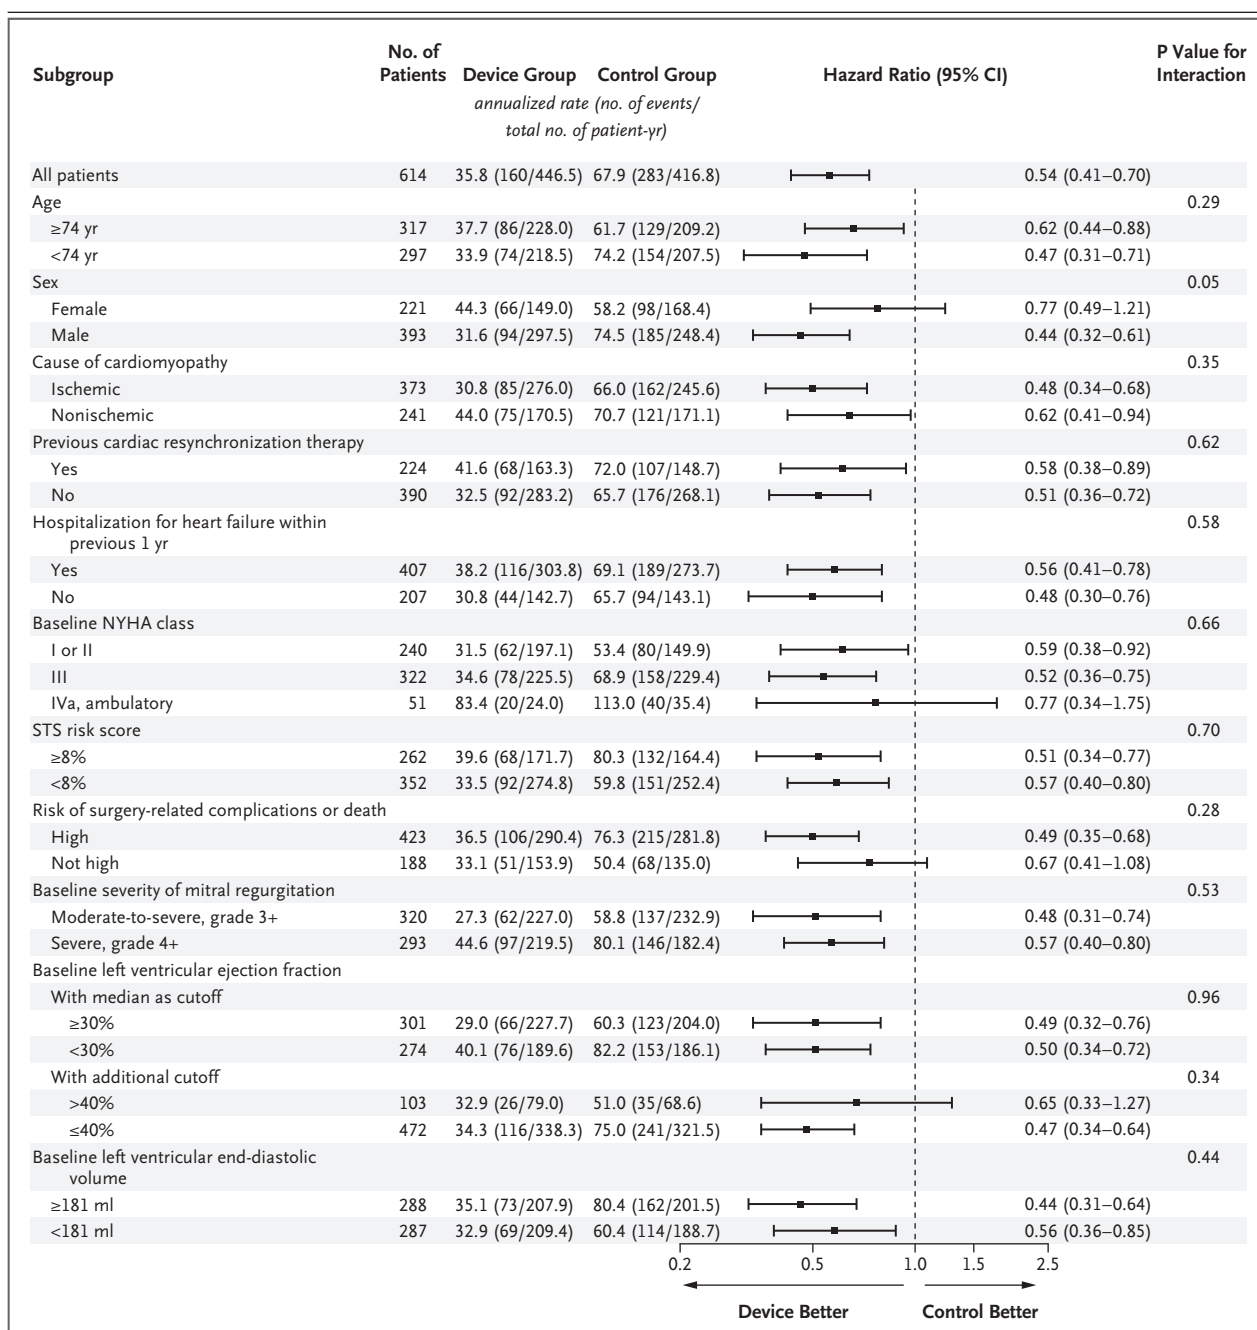 Subgroup No. of Patients Device Group Control Group Hazard Ratio (95% CI) P Value for Interaction
annualized rate (no. of events/
total no. of patient-yr)
All patients 614 35.8 (160/446.5) 67.9 (283/416.8) 0.54 (0.41–0.70)
Age 0.29
≥74 yr 317 37.7 (86/228.0) 61.7 (129/209.2) 0.62 (0.44–0.88)
<74 yr 297 33.9 (74/218.5) 74.2 (154/207.5) 0.47 (0.31–0.71)
Sex 0.05
Female 221 44.3 (66/149.0) 58.2 (98/168.4) 0.77 (0.49–1.21)
Male 393 31.6 (94/297.5) 74.5 (185/248.4) 0.44 (0.32–0.61)
Cause of cardiomyopathy 0.35
Ischemic 373 30.8 (85/276.0) 66.0 (162/245.6) 0.48 (0.34–0.68)
Nonischemic 241 44.0 (75/170.5) 70.7 (121/171.1) 0.62 (0.41–0.94)
Previous cardiac resynchronization therapy 0.62
Yes 224 41.6 (68/163.3) 72.0 (107/148.7) 0.58 (0.38–0.89)
No 390 32.5 (92/283.2) 65.7 (176/268.1) 0.51 (0.36–0.72)
Hospitalization for heart failure within 0.58
previous 1 yr
Yes 407 38.2 (116/303.8) 69.1 (189/273.7) 0.56 (0.41–0.78)
No 207 30.8 (44/142.7) 65.7 (94/143.1) 0.48 (0.30–0.76)
Baseline NYHA class 0.66
I or II 240 31.5 (62/197.1) 53.4 (80/149.9) 0.59 (0.38–0.92)
III 322 34.6 (78/225.5) 68.9 (158/229.4) 0.52 (0.36–0.75)
IVa, ambulatory 51 83.4 (20/24.0) 113.0 (40/35.4) 0.77 (0.34–1.75)
STS risk score 0.70
≥8% 262 39.6 (68/171.7) 80.3 (132/164.4) 0.51 (0.34–0.77)
<8% 352 33.5 (92/274.8) 59.8 (151/252.4) 0.57 (0.40–0.80)
Risk of surgery-related complications or death 0.28
High 423 36.5 (106/290.4) 76.3 (215/281.8) 0.49 (0.35–0.68)
Not high 188 33.1 (51/153.9) 50.4 (68/135.0) 0.67 (0.41–1.08)
Baseline severity of mitral regurgitation 0.53
Moderate-to-severe, grade 3+ 320 27.3 (62/227.0) 58.8 (137/232.9) 0.48 (0.31–0.74)
Severe, grade 4+ 293 44.6 (97/219.5) 80.1 (146/182.4) 0.57 (0.40–0.80)
Baseline left ventricular ejection fraction
With median as cutoff 0.96
≥30% 301 29.0 (66/227.7) 60.3 (123/204.0) 0.49 (0.32–0.76)
<30% 274 40.1 (76/189.6) 82.2 (153/186.1) 0.50 (0.34–0.72)
With additional cutoff 0.34
>40% 103 32.9 (26/79.0) 51.0 (35/68.6) 0.65 (0.33–1.27)
≤40% 472 34.3 (116/338.3) 75.0 (241/321.5) 0.47 (0.34–0.64)
Baseline left ventricular end-diastolic 0.44
volume
≥181 ml 288 35.1 (73/207.9) 80.4 (162/201.5) 0.44 (0.31–0.64)
<181 ml 287 32.9 (69/209.4) 60.4 (114/188.7) 0.56 (0.36–0.85)
0.2 0.5 1.0 1.5 2.5
Device Better Control Better